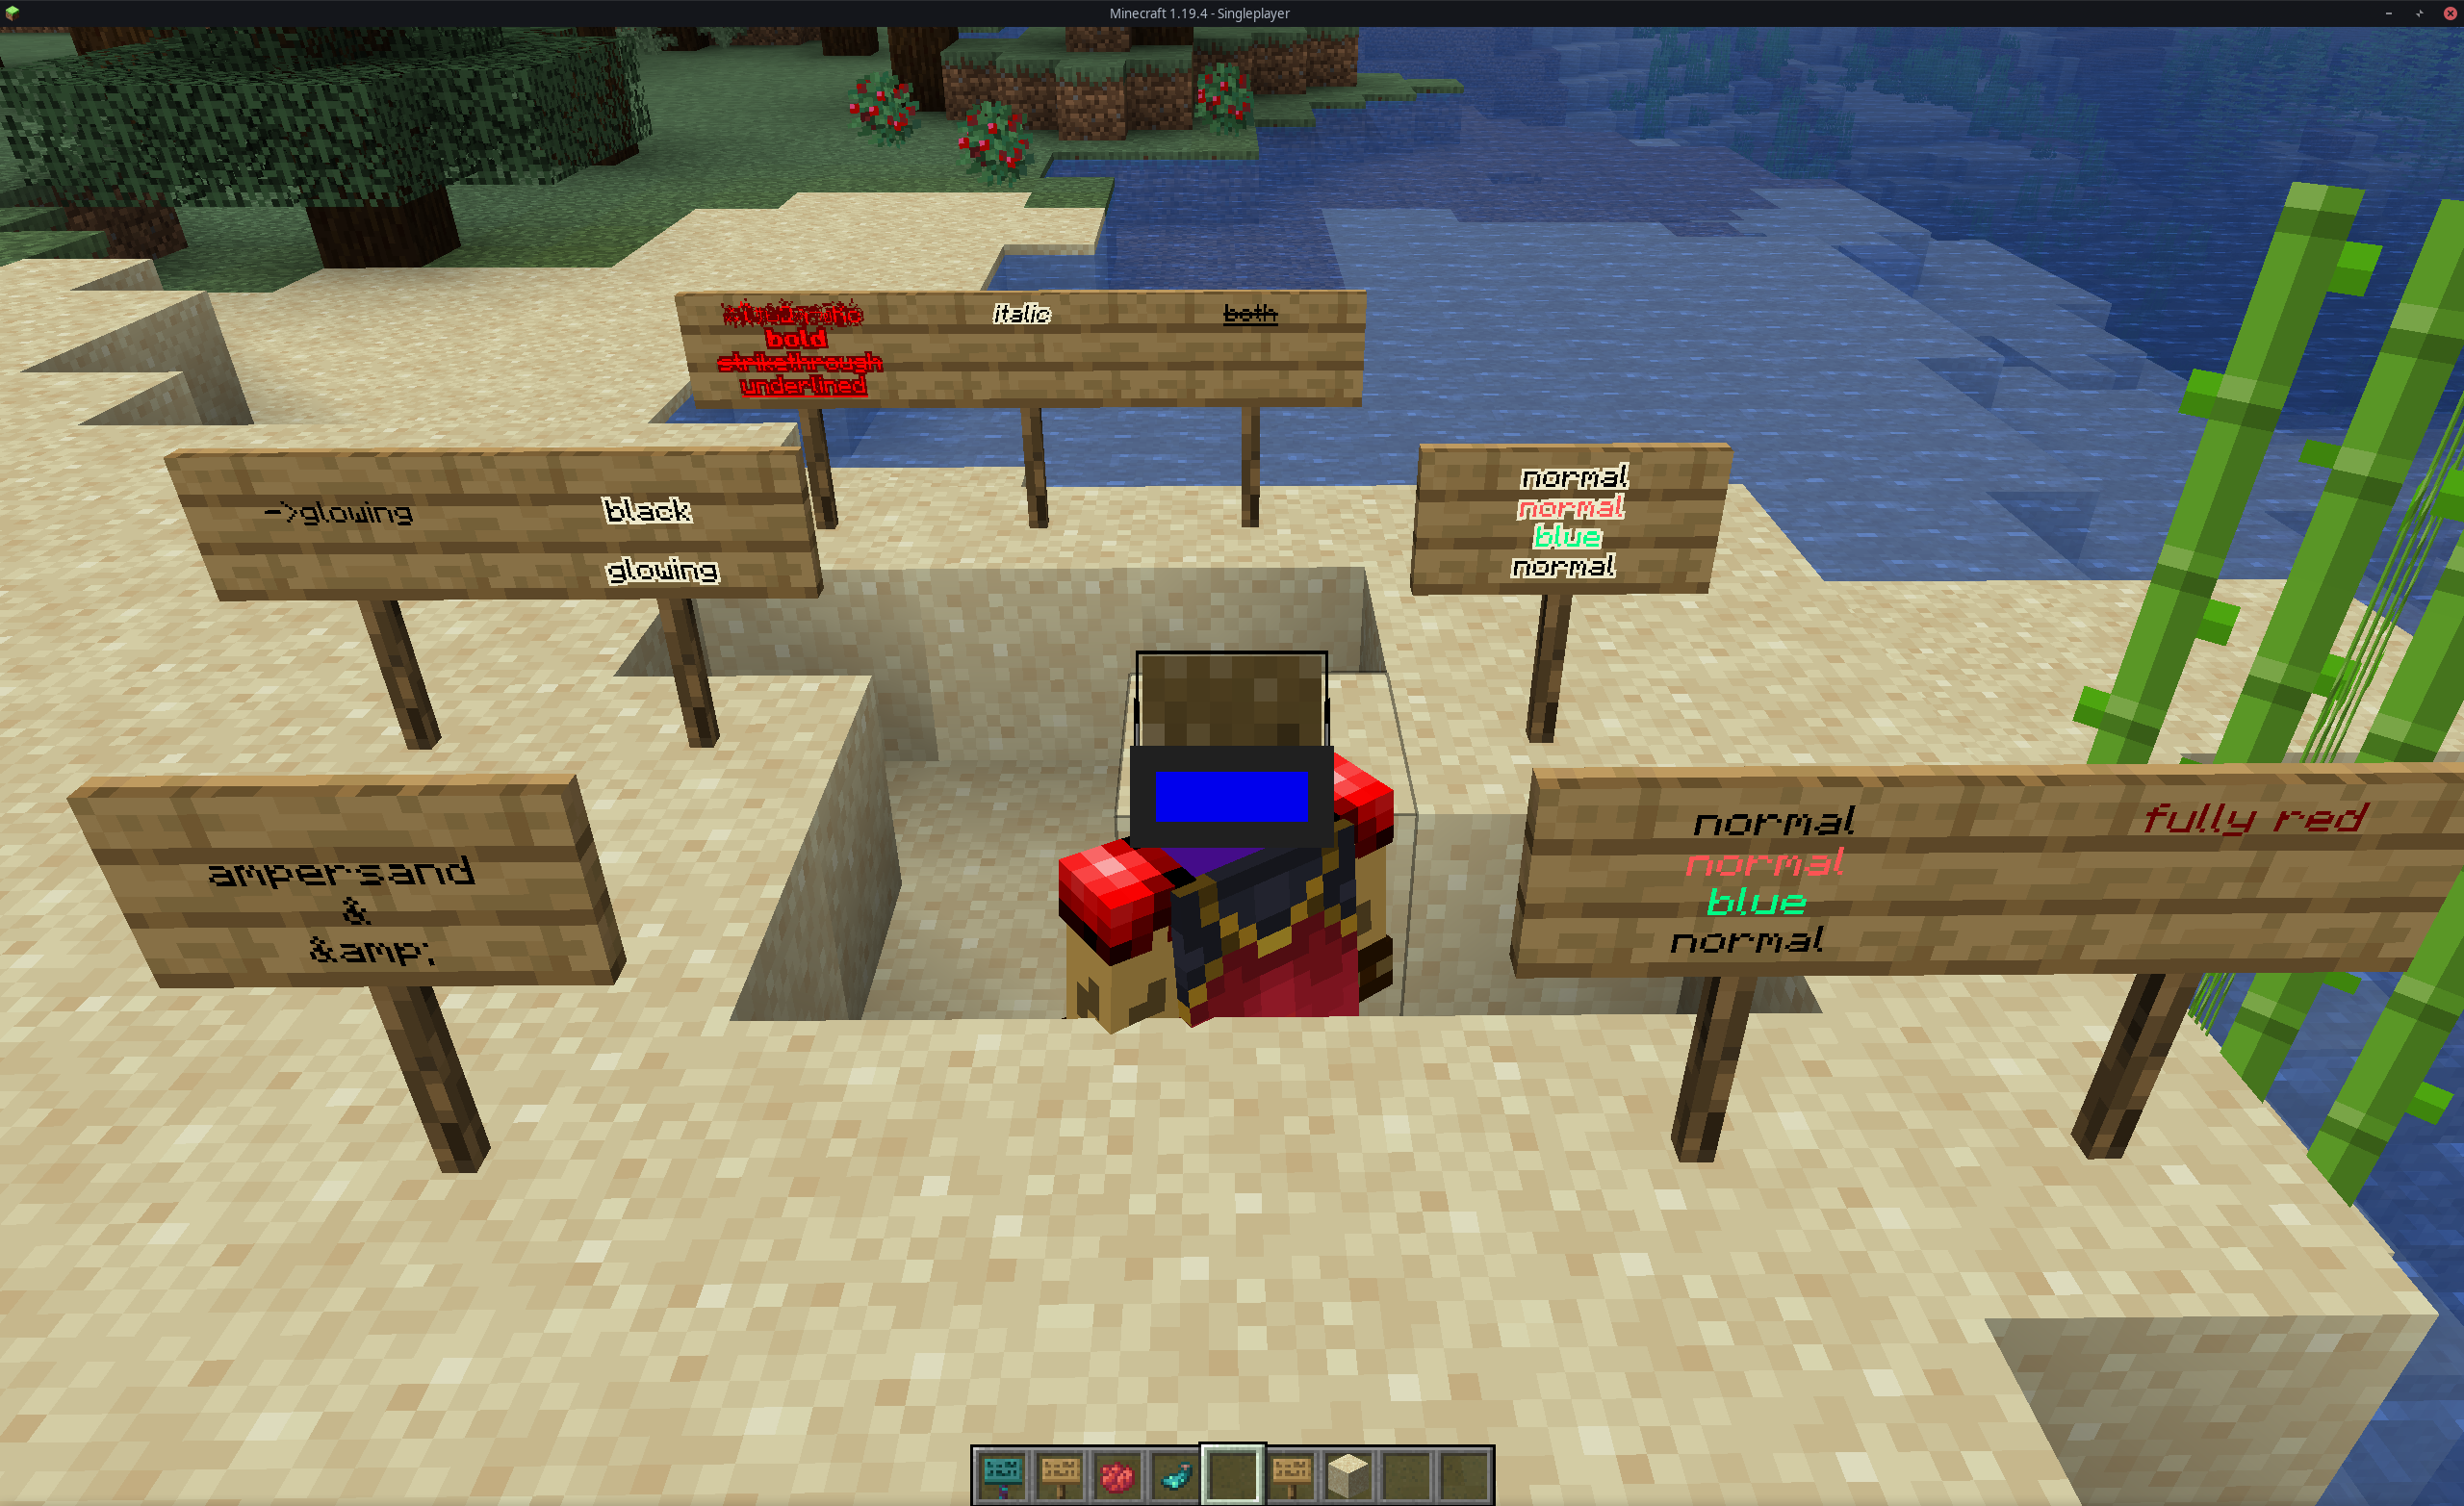 Minecraft 1.19.4 - Singleplayer
bold
strikethrough
underlined
italic
both
->glowing
black
glowing
normal
normal
blue
normal
ampersand
&
&amp;
normal
normal
blue
normal
fully red